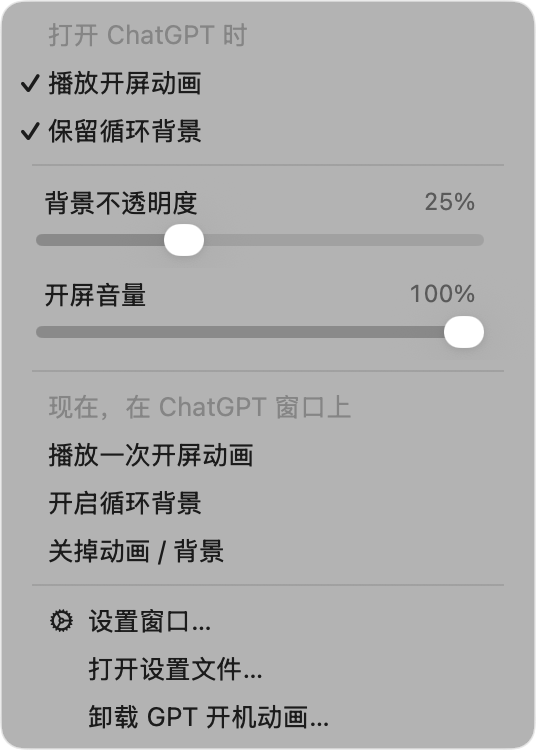 打开 ChatGPT 时
播放开屏动画
保留循环背景
背景不透明度 25%
开屏音量 100%
现在，在 ChatGPT 窗口上
播放一次开屏动画
开启循环背景
关掉动画 / 背景
设置窗口...
打开设置文件...
卸载 GPT 开机动画...